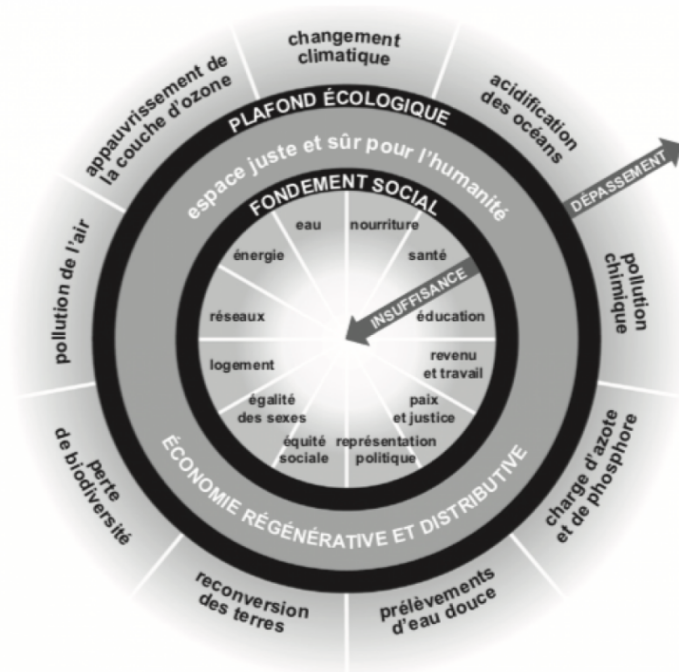 changement
climatique
acidification
des océans
pollution
chimique
charge d'azote
et de phosphore
prélèvements
d'eau douce
reconversion
des terres
perte
de biodiversité
pollution de l'air
appauvrissement de
la couche d'ozone
PLAFOND ÉCOLOGIQUE
DÉPASSEMENT
espace juste et sûr pour l'humanité
FONDEMENT SOCIAL
eau
nourriture
énergie
santé
INSUFFISANCE
réseaux
éducation
logement
revenu
et travail
égalité
des sexes
paix
et justice
équité
sociale
représentation
politique
ÉCONOMIE RÉGÉNÉRATIVE ET DISTRIBUTIVE